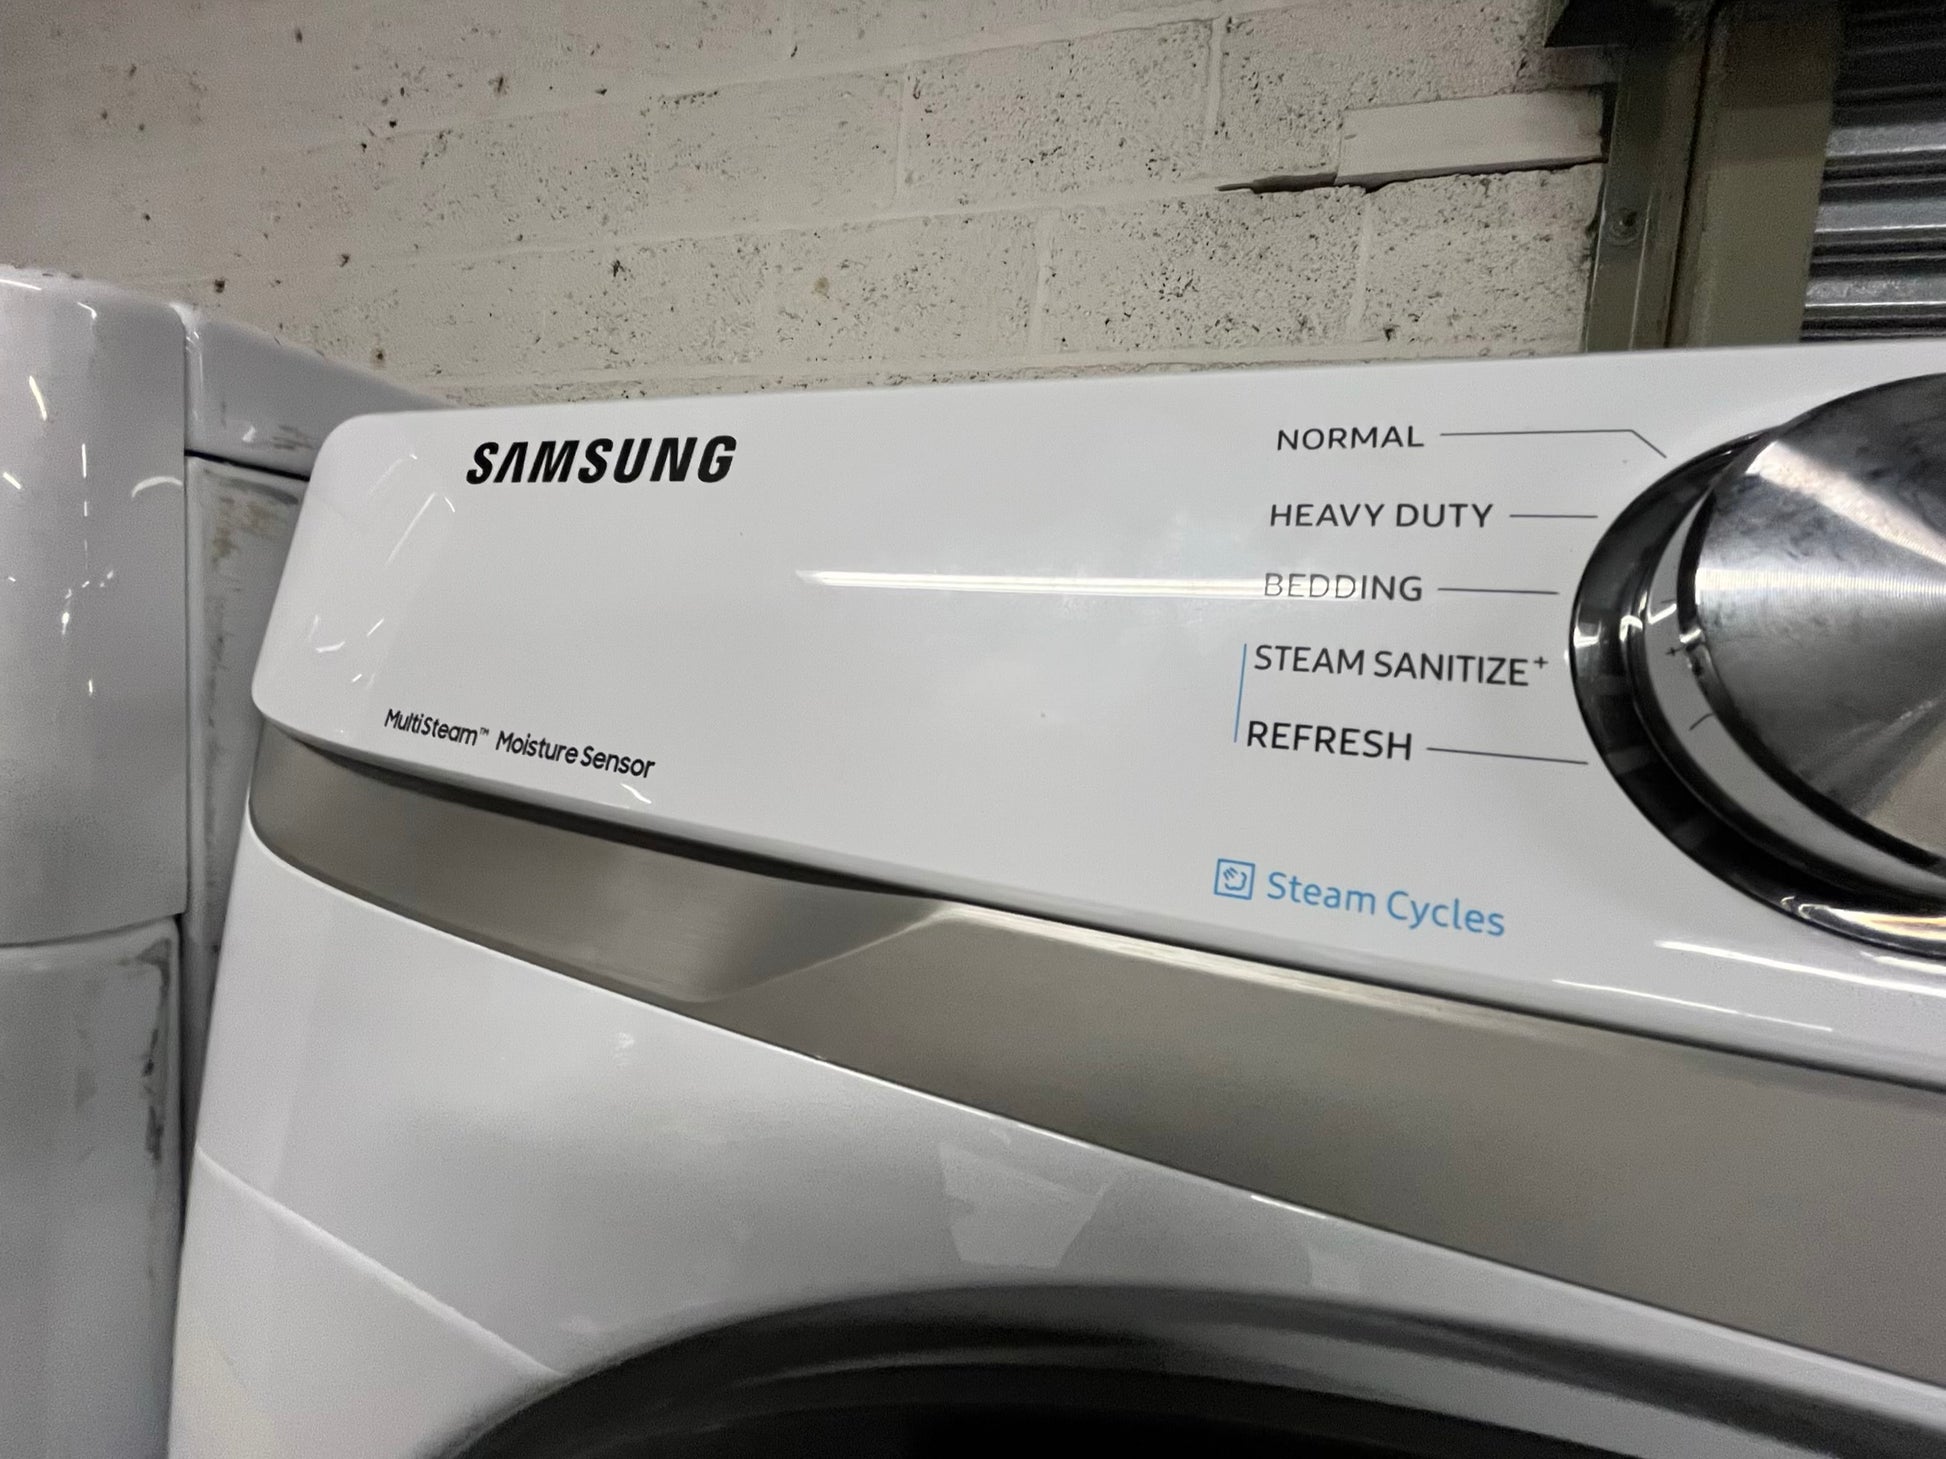 SAMSUNG
NORMAL
HEAVY DUTY
BEDDING
STEAM SANITIZE+
REFRESH
MultiSteam™ Moisture Sensor
Steam Cycles